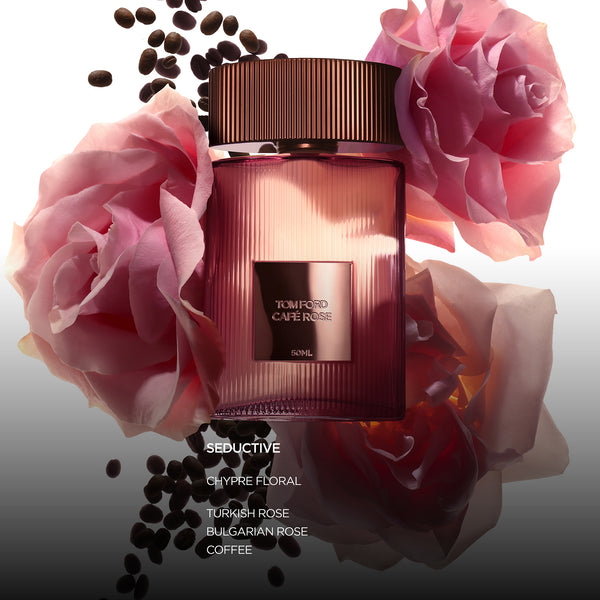 TOM FORD
CAFÉ ROSE
50ML
SEDUCTIVE
CHYPRE FLORAL
TURKISH ROSE
BULGARIAN ROSE
COFFEE